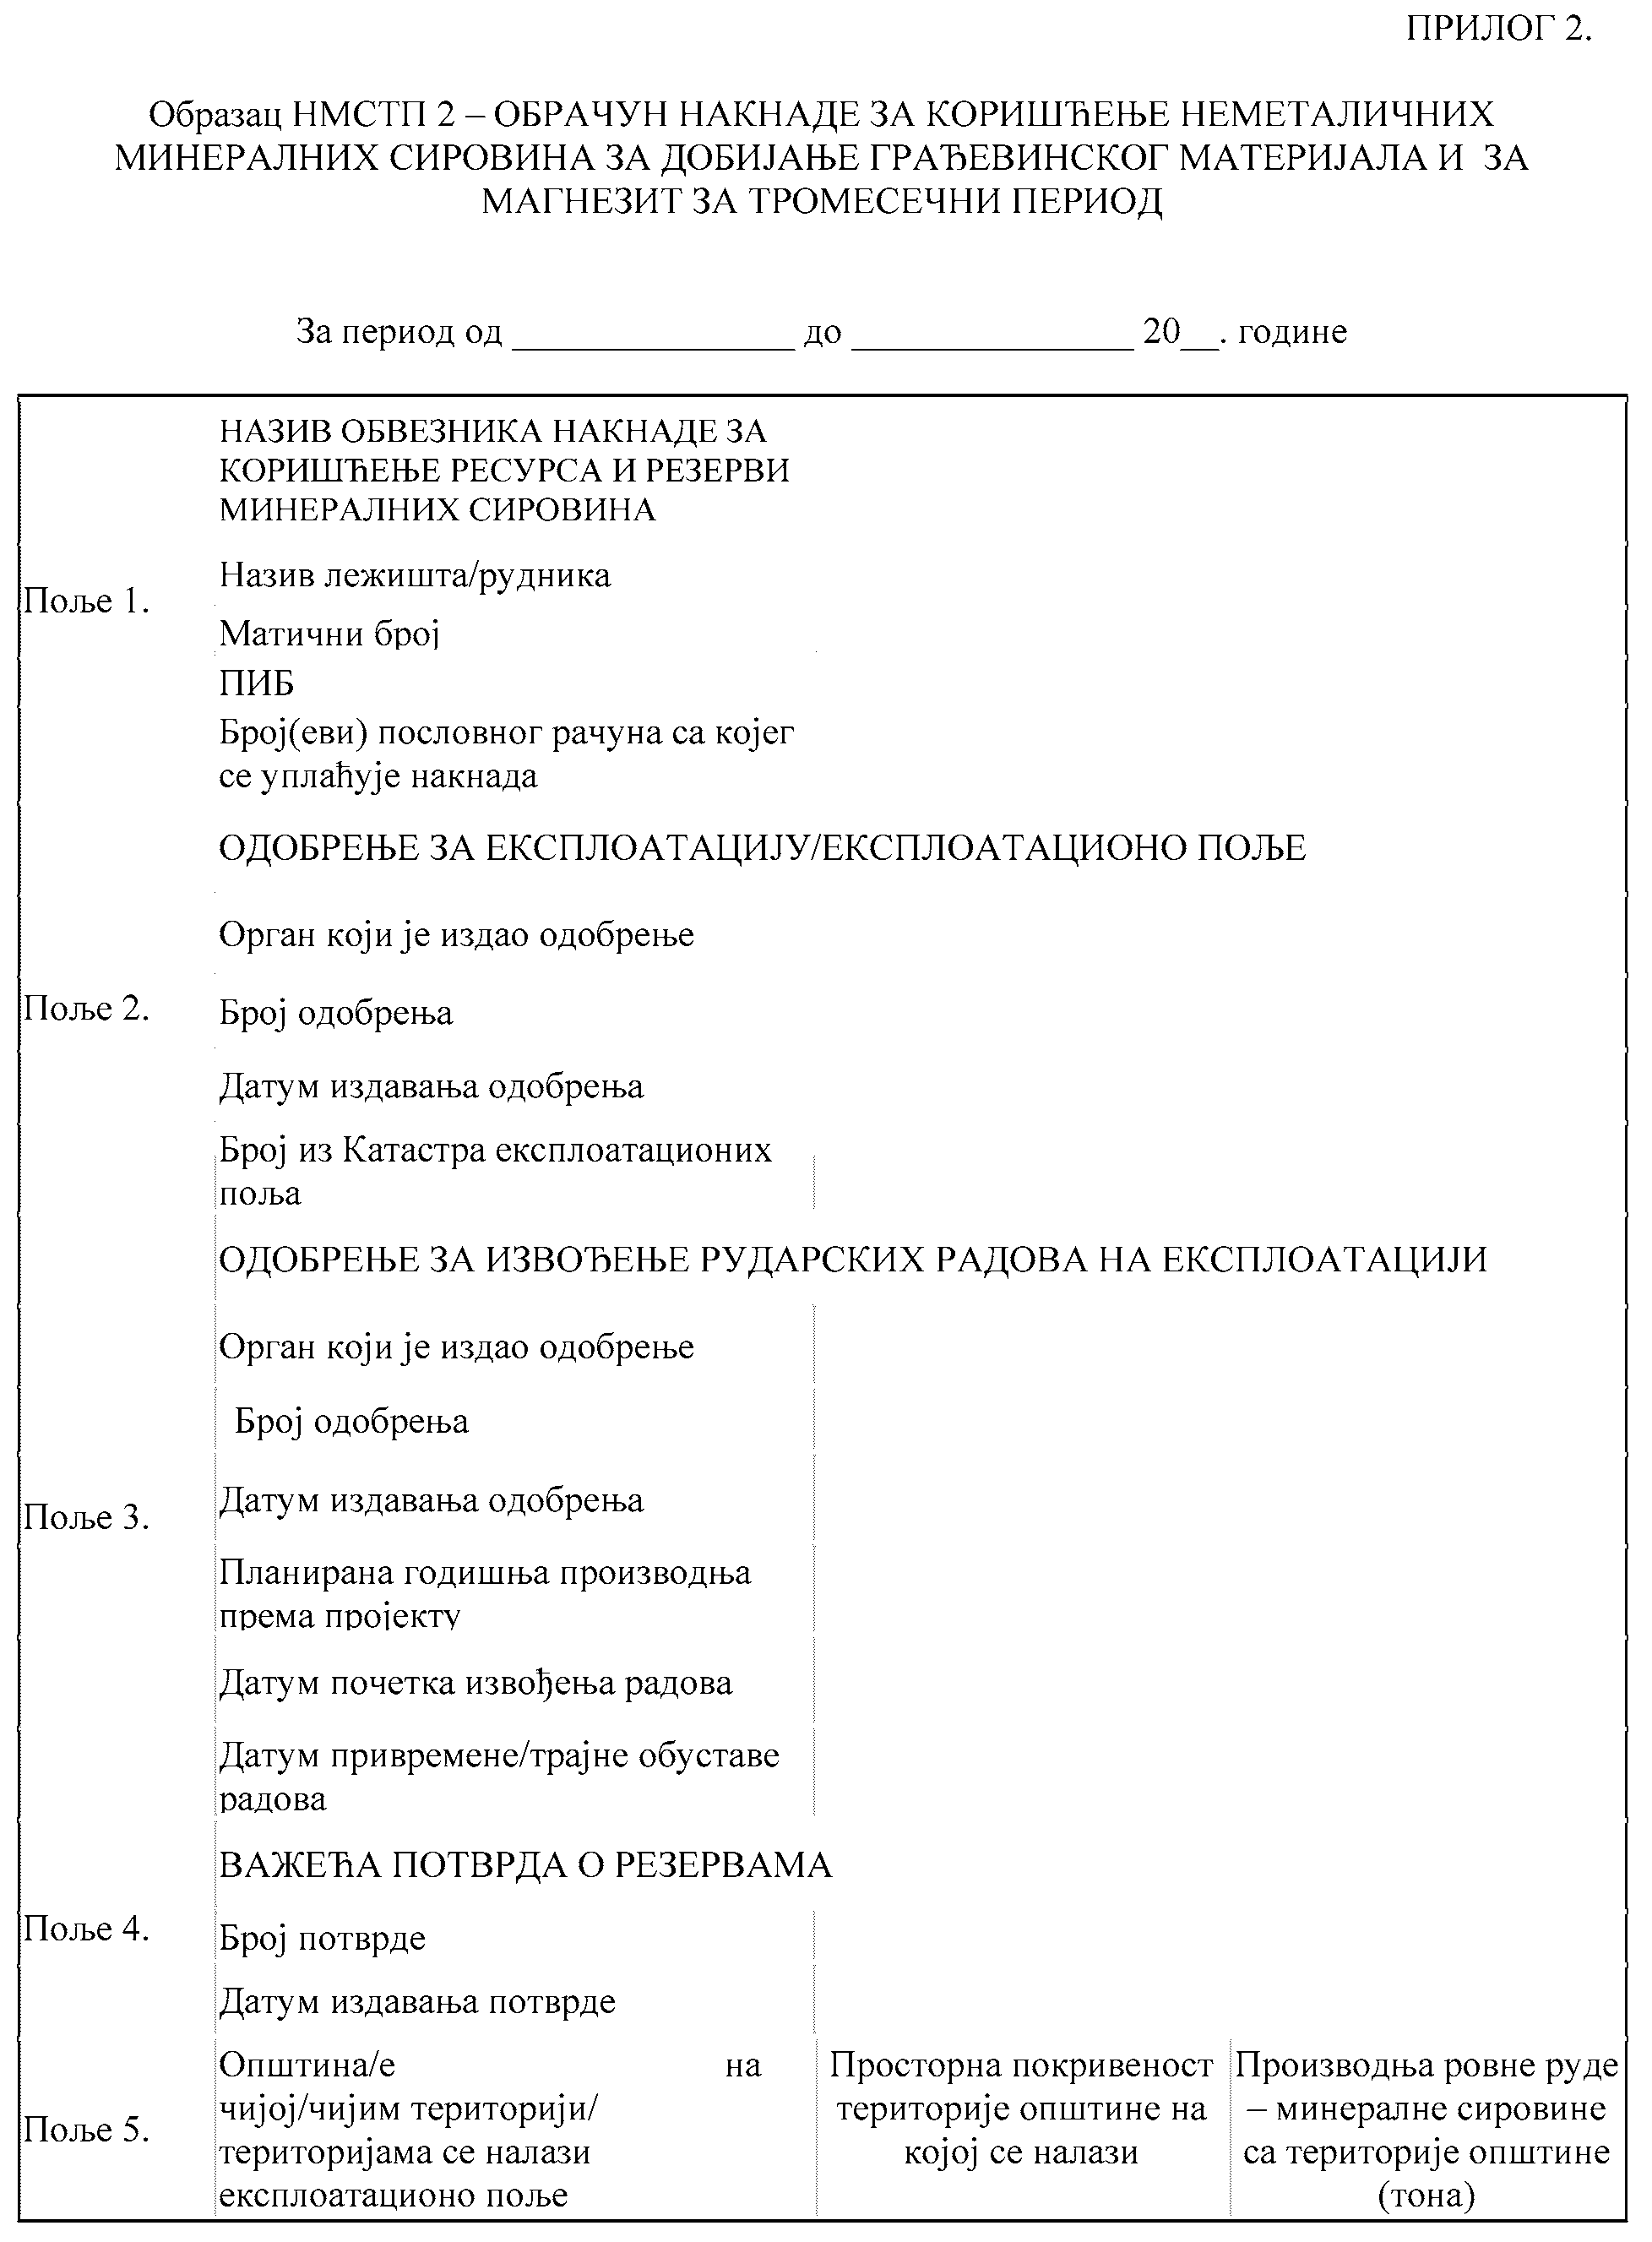 ПРИЛОГ 2.
Образац НМСТП 2 – ОБРАЧУН НАКНАДЕ ЗА КОРИШЋЕЊЕ НЕМЕТАЛИЧНИХ
МИНЕРАЛНИХ СИРОВИНА ЗА ДОБИЈАЊЕ ГРАЂЕВИНСКОГ МАТЕРИЈАЛА И ЗА
МАГНЕЗИТ ЗА ТРОМЕСЕЧНИ ПЕРИОД
За период од _______________ до _______________ 20__. године
НАЗИВ ОБВЕЗНИКА НАКНАДЕ ЗА
КОРИШЋЕЊЕ РЕСУРСА И РЕЗЕРВИ
МИНЕРАЛНИХ СИРОВИНА
Назив лежишта/рудника
Поље 1.
Матични број
ПИБ
Број(еви) пословног рачуна са којег
се уплаћује накнада
ОДОБРЕЊЕ ЗА ЕКСПЛОАТАЦИЈУ/ЕКСПЛОАТАЦИОНО ПОЉЕ
Орган који је издао одобрење
Поље 2.
Број одобрења
Датум издавања одобрења
Број из Катастра експлоатационих
поља
ОДОБРЕЊЕ ЗА ИЗВОЂЕЊЕ РУДАРСКИХ РАДОВА НА ЕКСПЛОАТАЦИЈИ
Орган који је издао одобрење
Број одобрења
Датум издавања одобрења
Поље 3.
Планирана годишња производња
према пројекту
Датум почетка извођења радова
Датум привремене/трајне обуставе
радова
ВАЖЕЋА ПОТВРДА О РЕЗЕРВАМА
Поље 4.
Број потврде
Датум издавања потврде
Поље 5.
Општина/е на
чијој/чијим територији/
територијама се налази
експлоатационо поље
Просторна покривеност
територије општине на
којој се налази
Производња ровне руде
– минералне сировине
са територије општине
(тона)